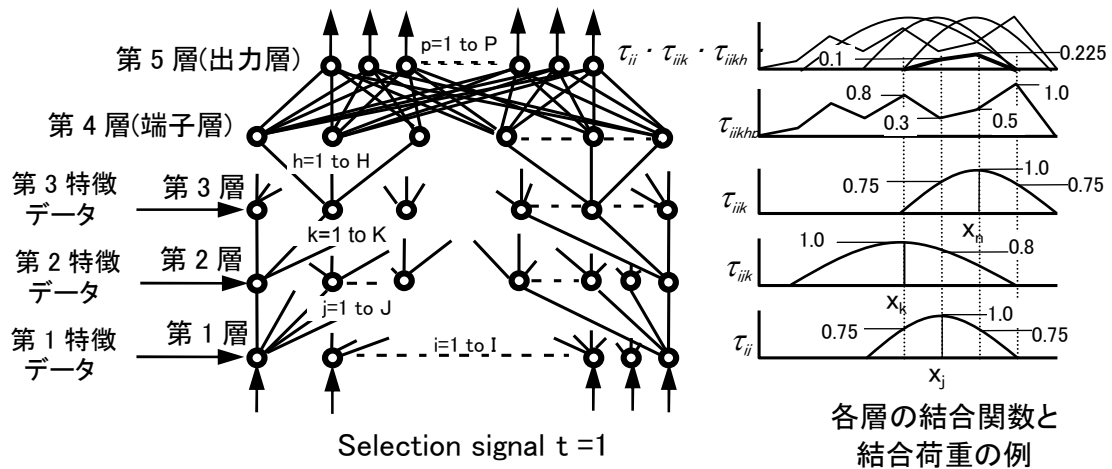 第5層(出力層)
p=1 to P
第4層(端子層)
h=1 to H
第3特徴
データ
第3層
k=1 to K
第2特徴
データ
第2層
j=1 to J
第1特徴
データ
第1層
i=1 to I
Selection signal t =1
τii・τiik・τiikh・
0.1
0.225
τiikhp
0.8
0.3
0.5
1.0
τiik
0.75
1.0
0.75
xn
τijk
1.0
0.8
xk
τij
0.75
1.0
0.75
xj
各層の結合関数と
結合荷重の例